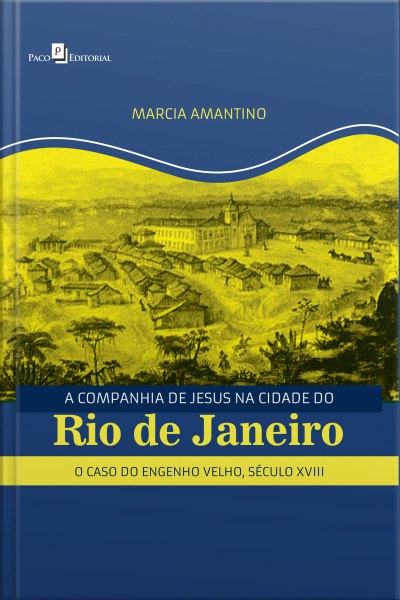 PACO EDITORIAL
MARCIA AMANTINO
A COMPANHIA DE JESUS NA CIDADE DO
Rio de Janeiro
O CASO DO ENGENHO VELHO, SÉCULO XVIII